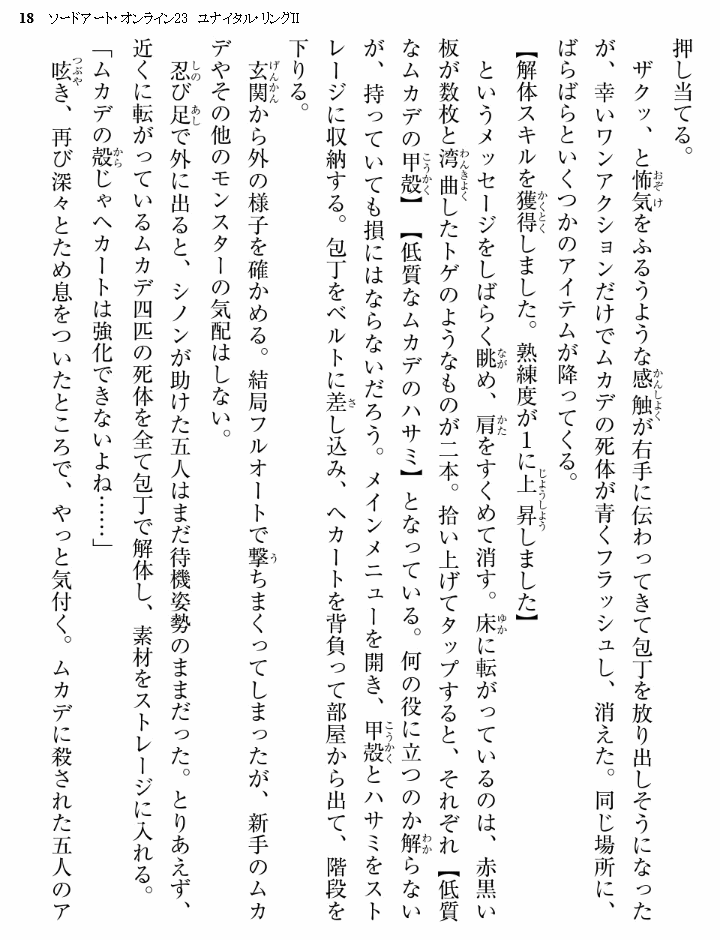 18　ソードアート・オンライン23　ユナイタル・リングII
押し当てる。
　ザクッ、と怖気をふるうような感触が右手に伝わってきて包丁を放り出しそうになった
が、幸いワンアクションだけでムカデの死体が青くフラッシュし、消えた。同じ場所に、
ばらばらといくつかのアイテムが降ってくる。
【解体スキルを獲得しました。熟練度が１に上昇しました】
　というメッセージをしばらく眺め、肩をすくめて消す。床に転がっているのは、赤黒い
板が数枚と湾曲したトゲのようなものが二本。拾い上げてタップすると、それぞれ【低質
なムカデの甲殻】【低質なムカデのハサミ】となっている。何の役に立つのか解らない
が、持っていても損にはならないだろう。メインメニューを開き、甲殻とハサミをスト
レージに収納する。包丁をベルトに差し込み、ヘカートを背負って部屋から出て、階段を
下りる。
　玄関から外の様子を確かめる。結局フルオートで撃ちまくってしまったが、新手のムカ
デやその他のモンスターの気配はしない。
　忍び足で外に出ると、シノンが助けた五人はまだ待機姿勢のままだった。とりあえず、
近くに転がっているムカデ四匹の死体を全て包丁で解体し、素材をストレージに入れる。
「ムカデの殻じゃヘカートは強化できないよね……」
　呟き、再び深々とため息をついたところで、やっと気付く。ムカデに殺された五人のア